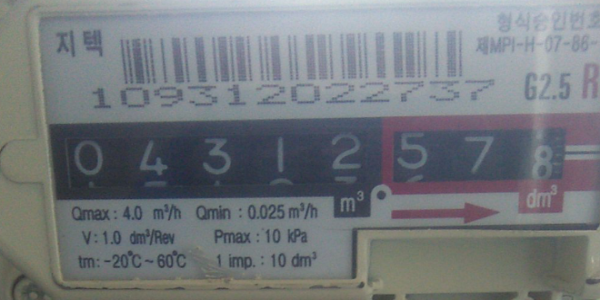 지텍
형식승인번호
제MPI-H-07-86-
109312022737
G2.5 R
0 4 3 1 2 5 7 8
m³
dm³
Qmax : 4.0 m³/h Qmin : 0.025 m³/h
V : 1.0 dm³/Rev Pmax : 10 kPa
tm: -20℃ ~ 60℃ 1 imp. : 10 dm³